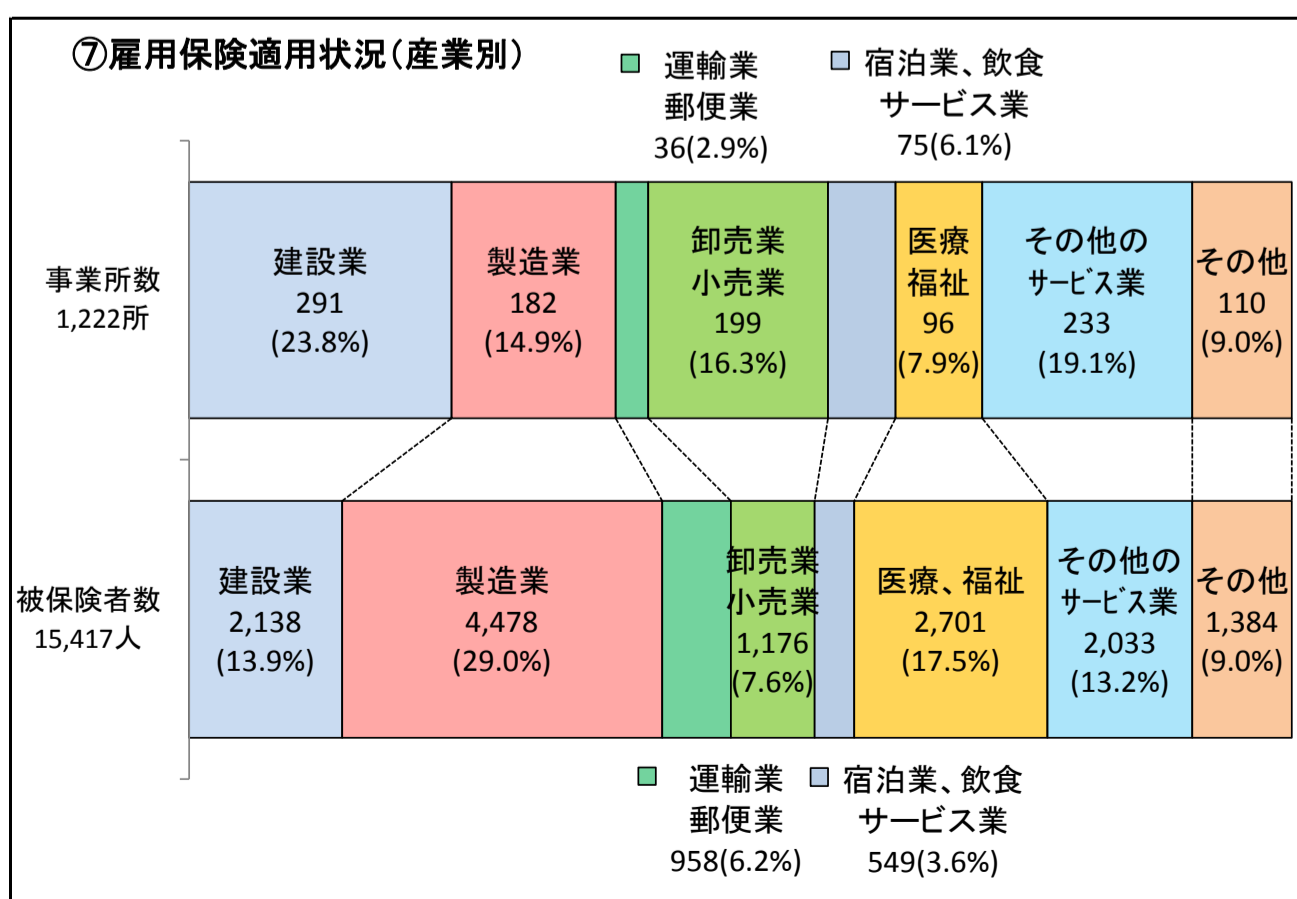 ⑦雇用保険適用状況(産業別)
運輸業
郵便業
36(2.9%)
宿泊業、飲食
サービス業
75(6.1%)
事業所数
1,222所
建設業
291
(23.8%)
製造業
182
(14.9%)
卸売業
小売業
199
(16.3%)
医療
福祉
96
(7.9%)
その他の
サービス業
233
(19.1%)
その他
110
(9.0%)
被保険者数
15,417人
建設業
2,138
(13.9%)
製造業
4,478
(29.0%)
卸売業
小売業
1,176
(7.6%)
医療、福祉
2,701
(17.5%)
その他の
サービス業
2,033
(13.2%)
その他
1,384
(9.0%)
運輸業
郵便業
958(6.2%)
宿泊業、飲食
サービス業
549(3.6%)